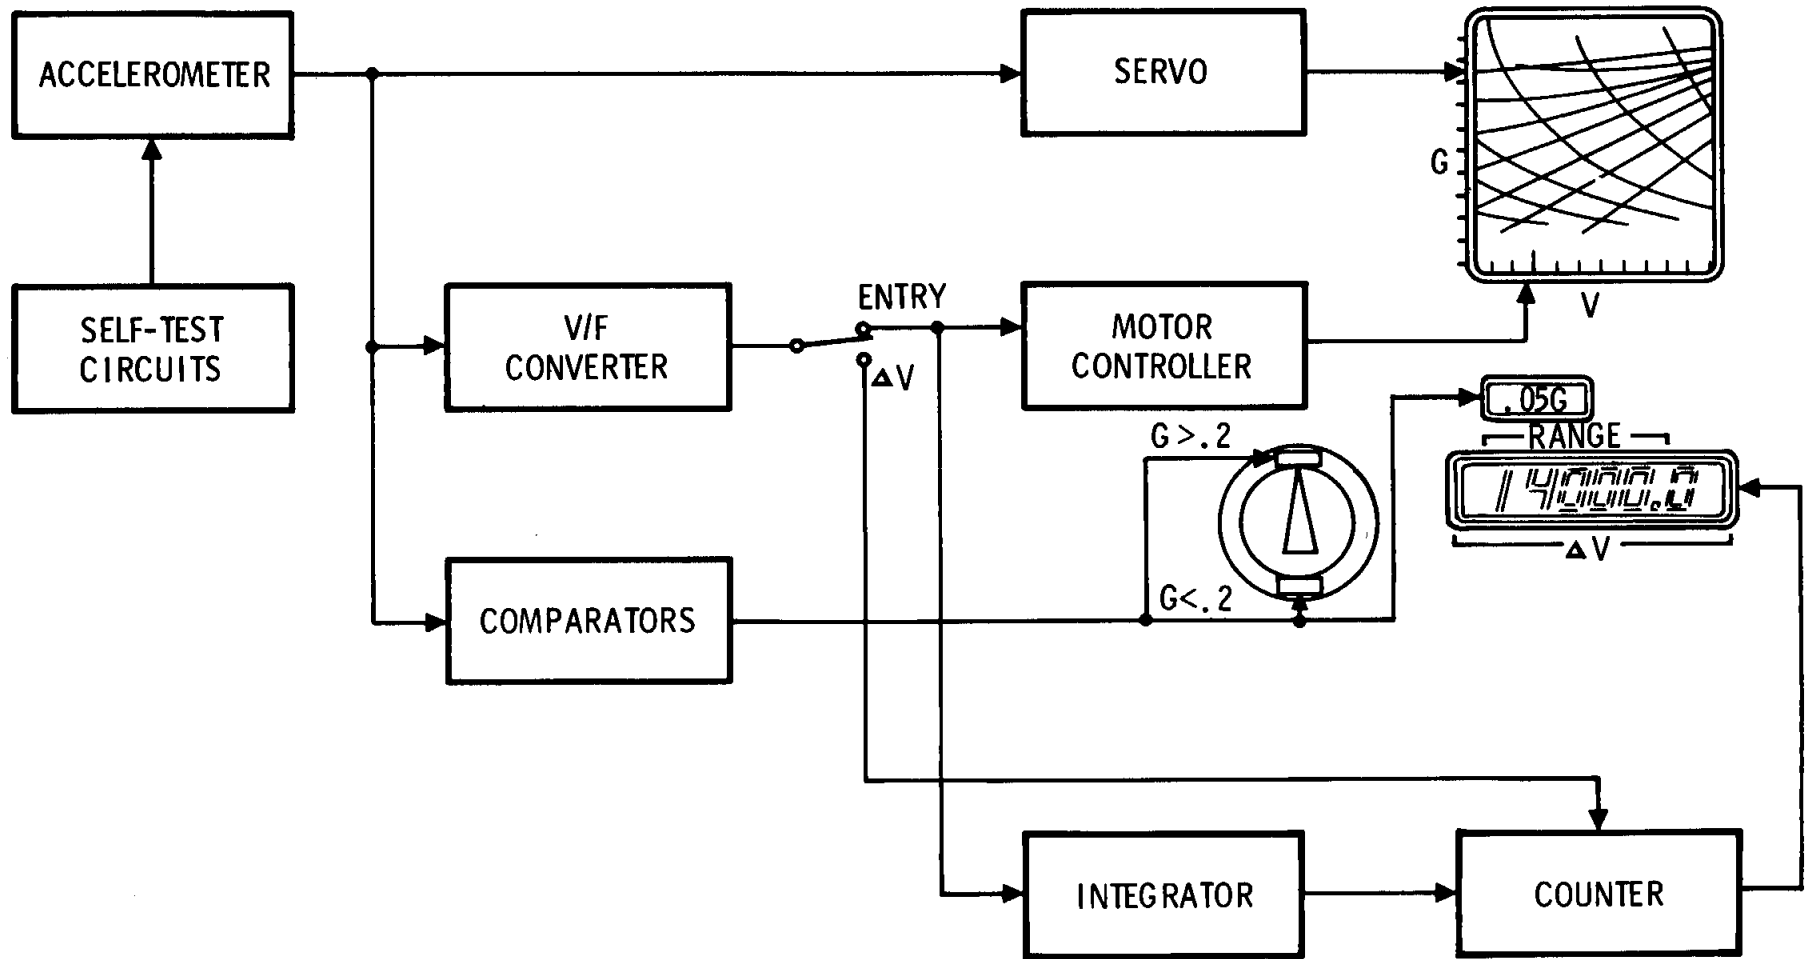 ACCELEROMETER
SERVO
G
V
SELF-TEST
CIRCUITS
V/F
CONVERTER
ENTRY
ΔV
MOTOR
CONTROLLER
.05G
RANGE
14000.0
ΔV
G>.2
G<.2
COMPARATORS
INTEGRATOR
COUNTER